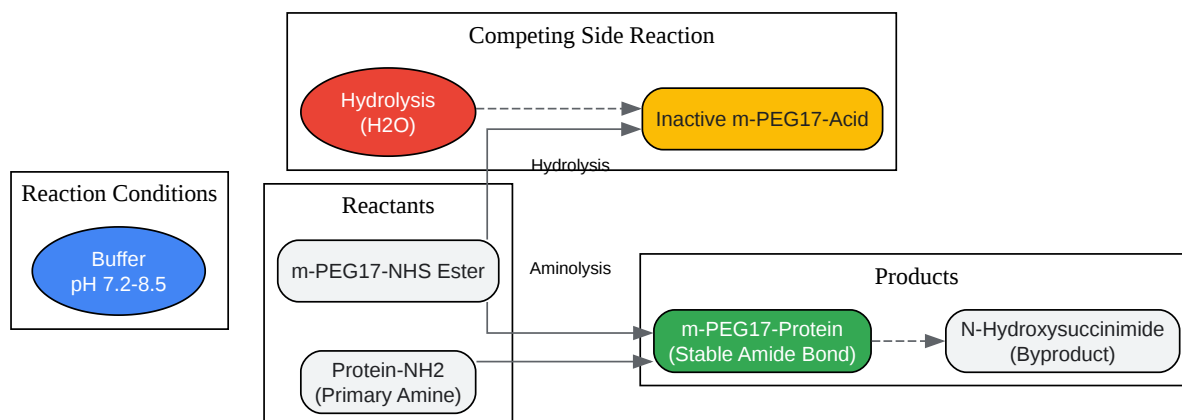 Competing Side Reaction
Hydrolysis
(H2O)
Inactive m-PEG17-Acid
Hydrolysis
Reaction Conditions
Buffer
pH 7.2-8.5
Reactants
m-PEG17-NHS Ester
Protein-NH2
(Primary Amine)
Aminolysis
Products
m-PEG17-Protein
(Stable Amide Bond)
N-Hydroxysuccinimide
(Byproduct)